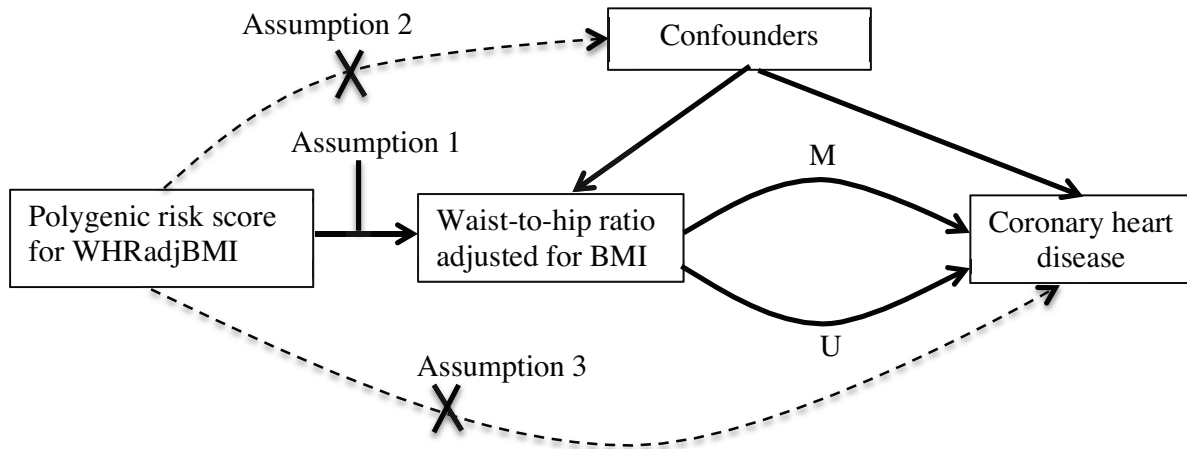 Assumption 2
Confounders
Assumption 1
M
Polygenic risk score
for WHRadjBMI
Waist-to-hip ratio
adjusted for BMI
Coronary heart
disease
U
Assumption 3